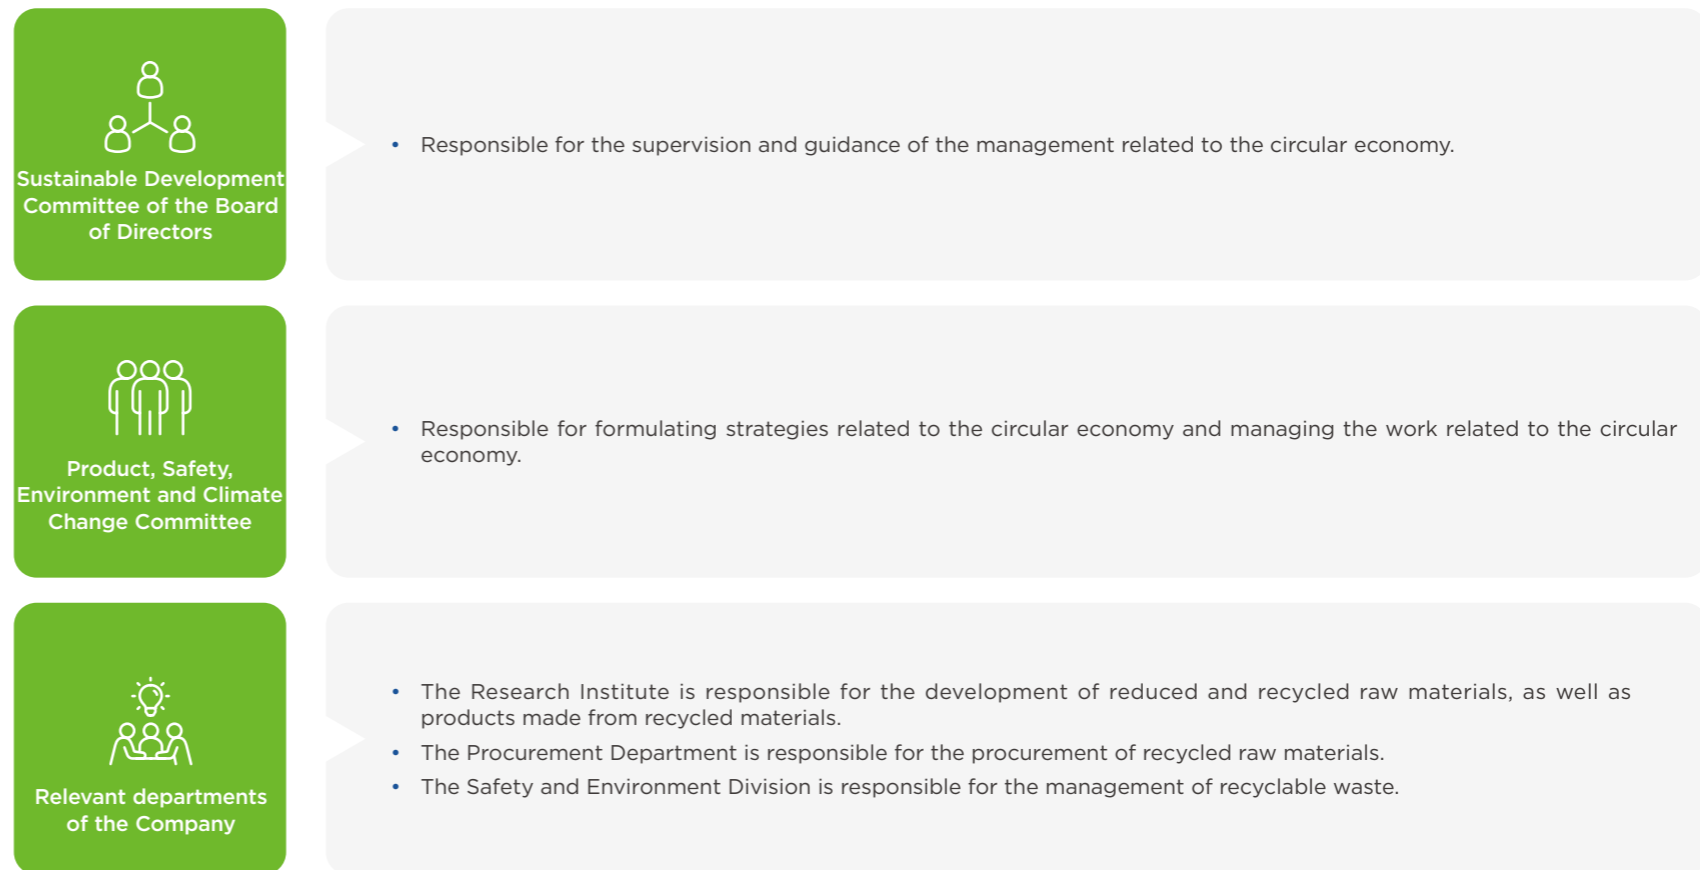 Sustainable Development
Committee of the Board
of Directors
• Responsible for the supervision and guidance of the management related to the circular economy.
Product, Safety,
Environment and Climate
Change Committee
• Responsible for formulating strategies related to the circular economy and managing the work related to the circular
economy.
Relevant departments
of the Company
• The Research Institute is responsible for the development of reduced and recycled raw materials, as well as
products made from recycled materials.
• The Procurement Department is responsible for the procurement of recycled raw materials.
• The Safety and Environment Division is responsible for the management of recyclable waste.